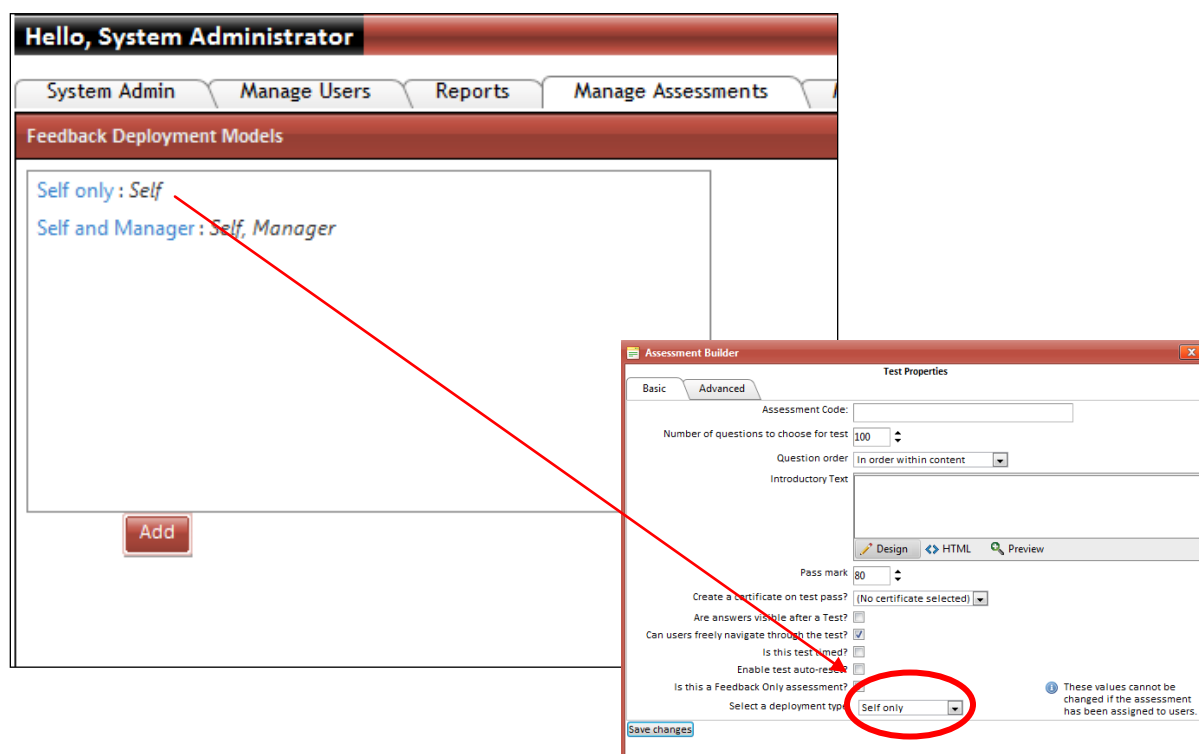 Hello, System Administrator
System Admin
Manage Users
Reports
Manage Assessments
Feedback Deployment Models
Self only : Self
Self and Manager : Self, Manager
Add
Assessment Builder
Test Properties
Basic
Advanced
Assessment Code:
Number of questions to choose for test 100
Question order In order within content
Introductory Text
Design
HTML
Preview
Pass mark 80
Create a certificate on test pass? (No certificate selected)
Are answers visible after a Test?
Can users freely navigate through the test?
Is this test timed?
Enable test auto-reset?
Is this a Feedback Only assessment?
Select a deployment type Self only
These values cannot be
changed if the assessment
has been assigned to users.
Save changes